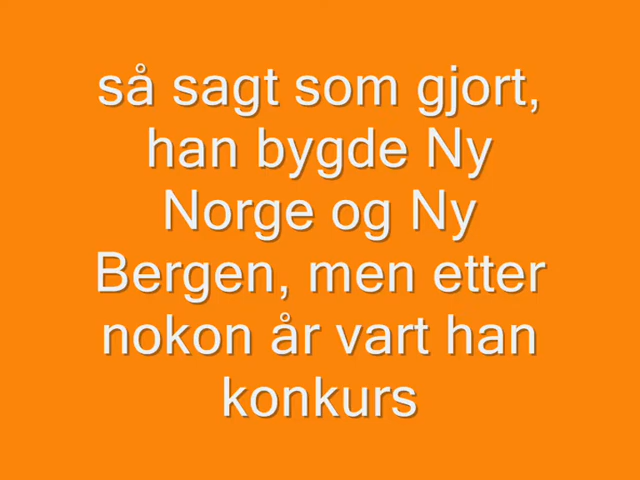 så sagt som gjort,
han bygde Ny
Norge og Ny
Bergen, men etter
nokon år vart han
konkurs